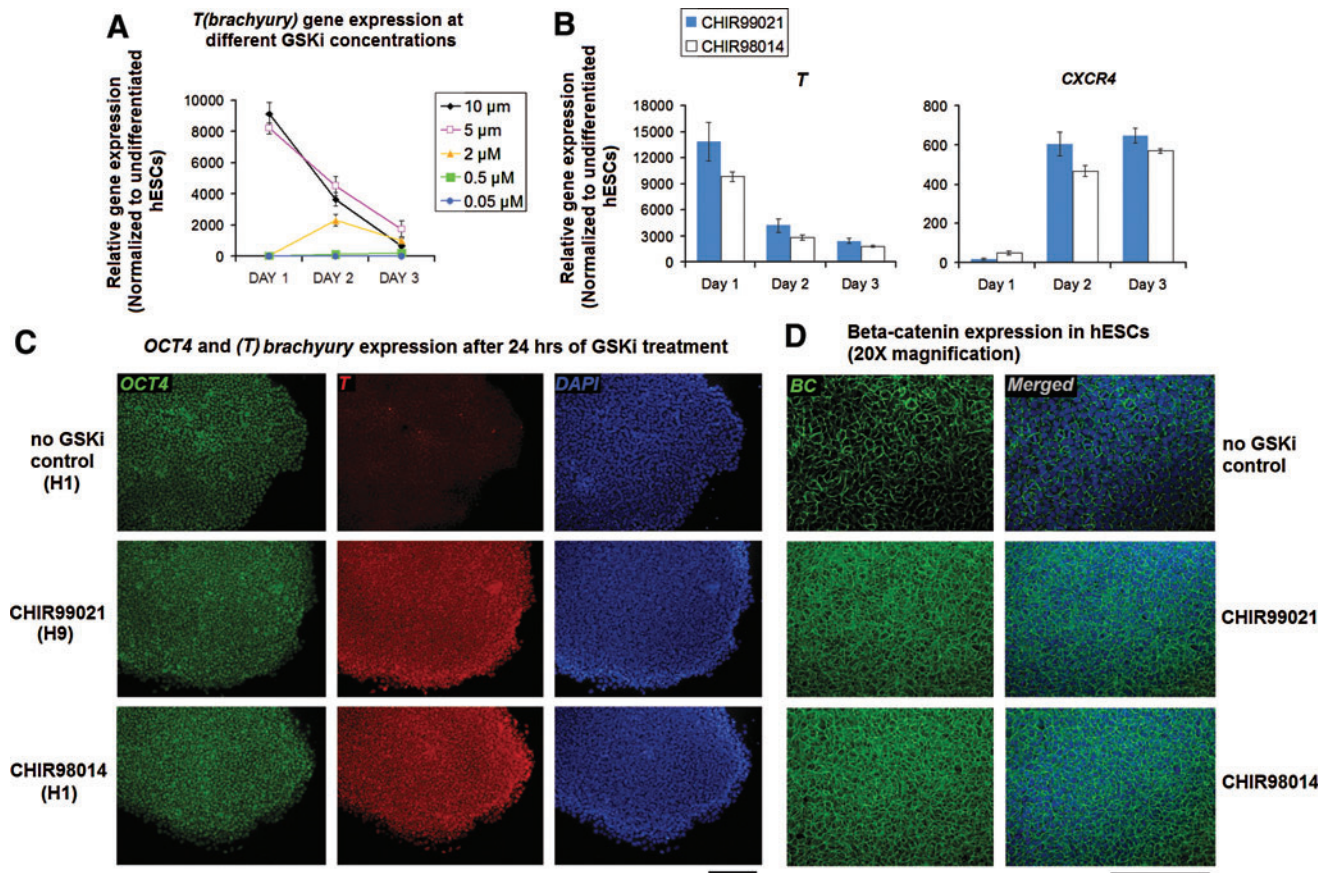 A
T(brachyury) gene expression at
different GSKi concentrations
Relative gene expression
(Normalized to undifferentiated
hESCs)
10000
8000
6000
4000
2000
0
DAY 1 DAY 2 DAY 3
10 µm
5 µm
2 µM
0.5 µM
0.05 µM
B
CHIR99021
CHIR98014
T
Relative gene expression
(Normalized to undifferentiated
hESCs)
18000
15000
12000
9000
6000
3000
0
Day 1 Day 2 Day 3
CXCR4
800
600
400
200
0
Day 1 Day 2 Day 3
C
OCT4 and (T) brachyury expression after 24 hrs of GSKi treatment
OCT4 T DAPI
no GSKi
control
(H1)
CHIR99021
(H9)
CHIR98014
(H1)
D
Beta-catenin expression in hESCs
(20X magnification)
BC Merged
no GSKi
control
CHIR99021
CHIR98014